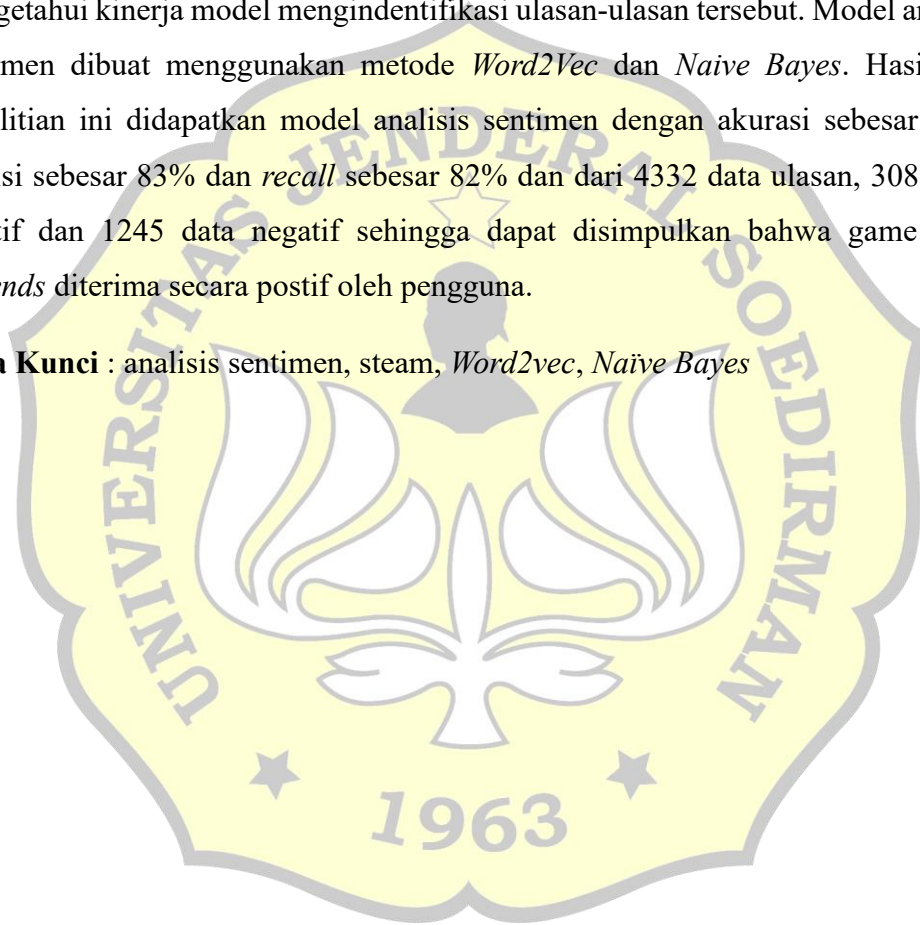 getahui kinerja model mengindentifikasi ulasan-ulasan tersebut. Model
men dibuat menggunakan metode Word2Vec dan Naive Bayes. Hasi
litian ini didapatkan model analisis sentimen dengan akurasi sebesar
si sebesar 83% dan recall sebesar 82% dan dari 4332 data ulasan, 308
tif dan 1245 data negatif sehingga dapat disimpulkan bahwa game
ends diterima secara postif oleh pengguna.
a Kunci : analisis sentimen, steam, Word2vec, Naïve Bayes
UNIVERSITAS JENDERAL SOEDIRMAN
1963